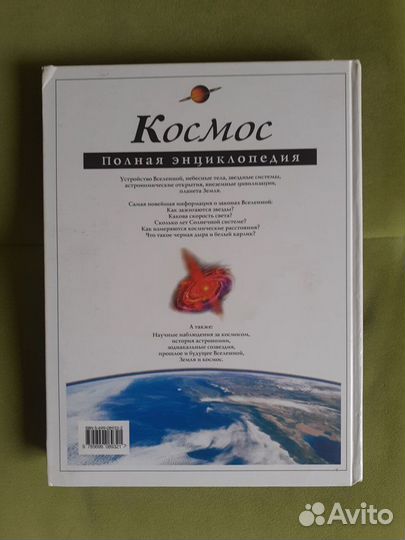 Космос
Полная энциклопедия
Устройство Вселенной, небесные тела, звездные системы,
астрономические открытия, внеземные цивилизации,
планета Земля.
Самая новейшая информация о законах Вселенной:
Как зажигаются звезды?
Какова скорость света?
Сколько лет Солнечной системе?
Как измеряются космические расстояния?
Что такое черная дыра и белый карлик?
А также:
Научные наблюдения за космосом,
история астрономии,
зодиакальные созвездия,
прошлое и будущее Вселенной,
Земля и космос.
Avito